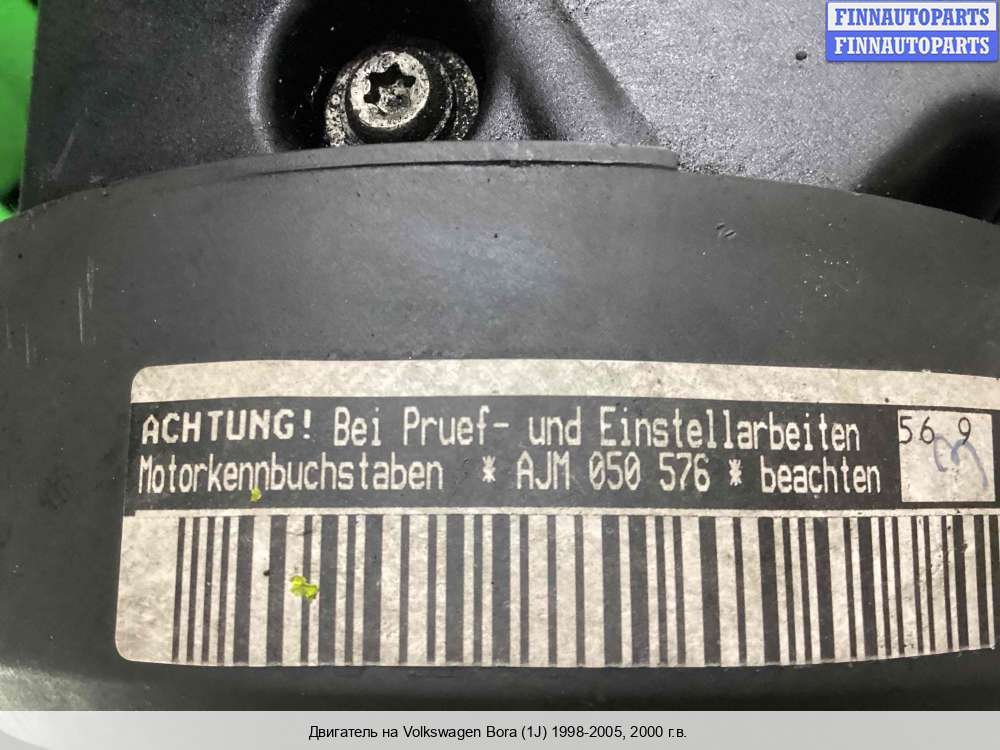 FINNAUTOPARTS
FINNAUTOPARTS
ACHTUNG! Bei Pruef- und Einstellarbeiten
Motorkennbuchstaben * AJM 050 576 * beachten
56 9
Двигатель на Volkswagen Bora (1J) 1998-2005, 2000 г.в.